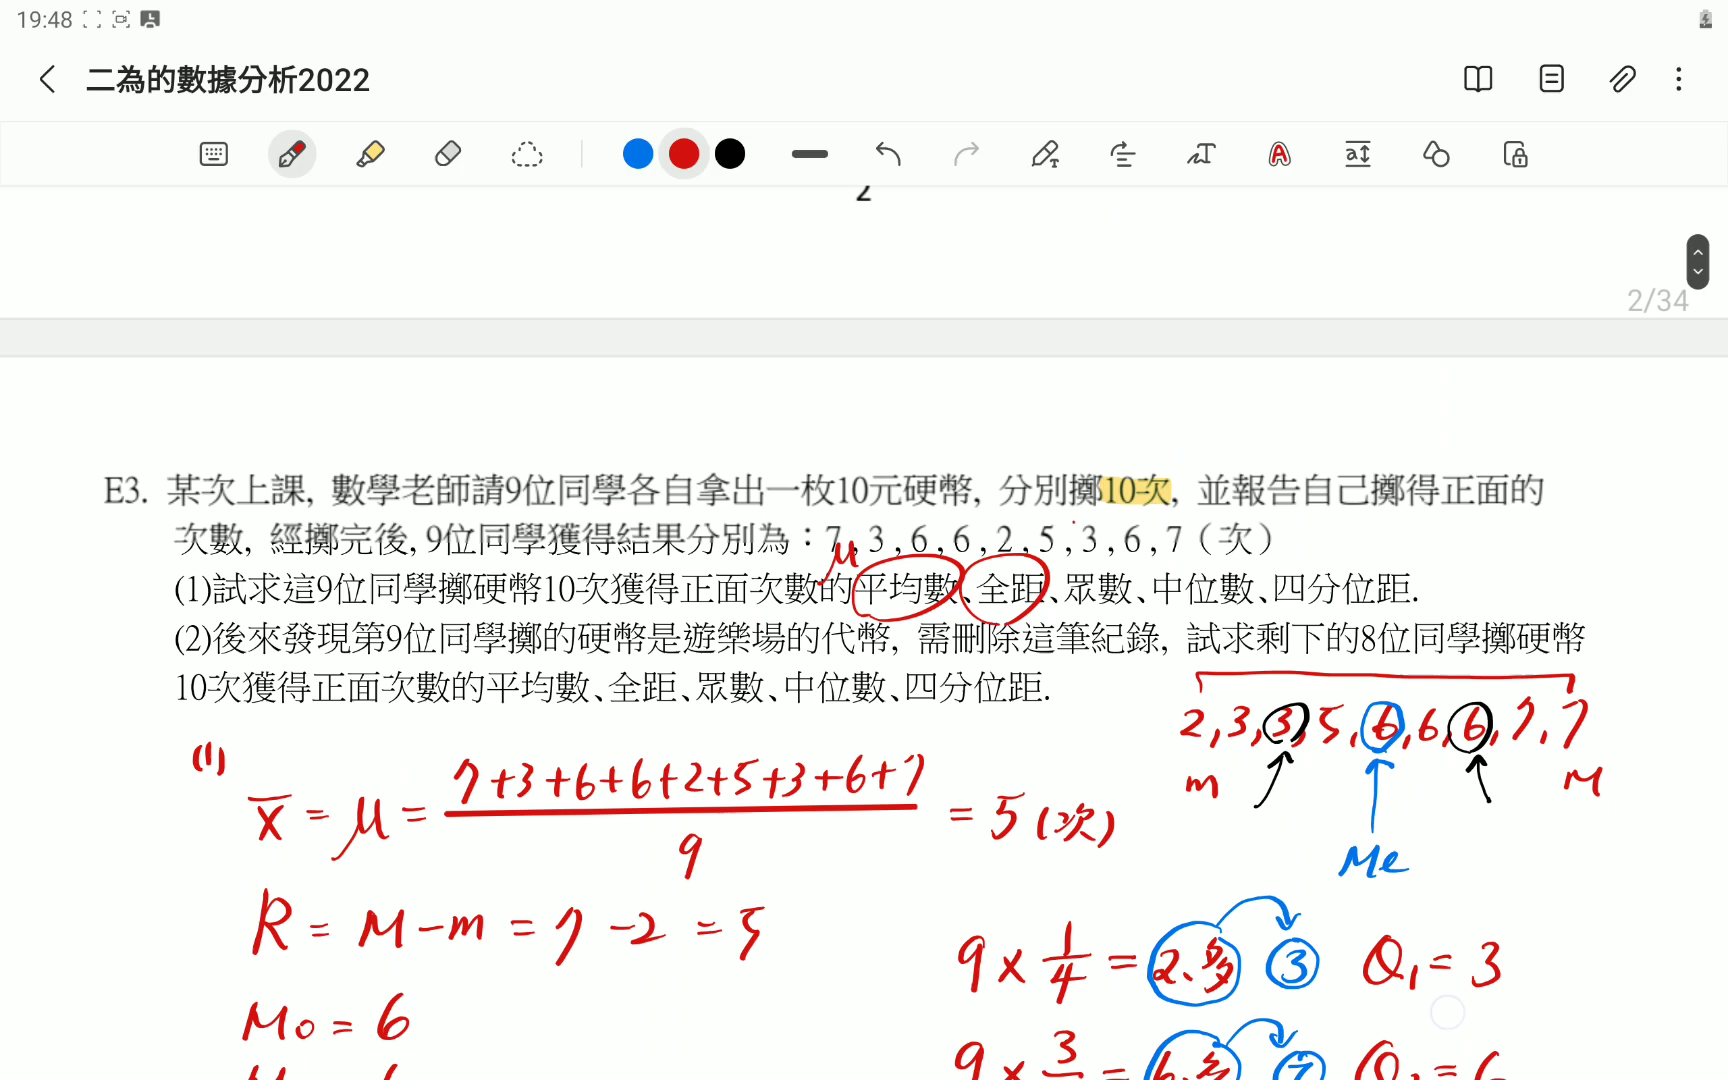 19:48
二為的數據分析2022
2
2/34
E3. 某次上課, 數學老師請9位同學各自拿出一枚10元硬幣, 分別擲10次, 並報告自己擲得正面的
次數, 經擲完後, 9位同學獲得結果分別為：7 , 3 , 6 , 6 , 2 , 5 , 3 , 6 , 7（次）
μ
(1)試求這9位同學擲硬幣10次獲得正面次數的平均數、全距、眾數、中位數、四分位距.
(2)後來發現第9位同學擲的硬幣是遊樂場的代幣, 需刪除這筆紀錄, 試求剩下的8位同學擲硬幣
10次獲得正面次數的平均數、全距、眾數、中位數、四分位距.
2, 3, 3, 5, 6, 6, 6, 7, 7
m M
Me
(1)
x̄ = μ = (7+3+6+6+2+5+3+6+7)/9 = 5 (次)
R = M - m = 7 - 2 = 5
9 × 1/4 = 2.多 ③ Q₁ = 3
Mo = 6
9 × 3 = 6.多 ⑦